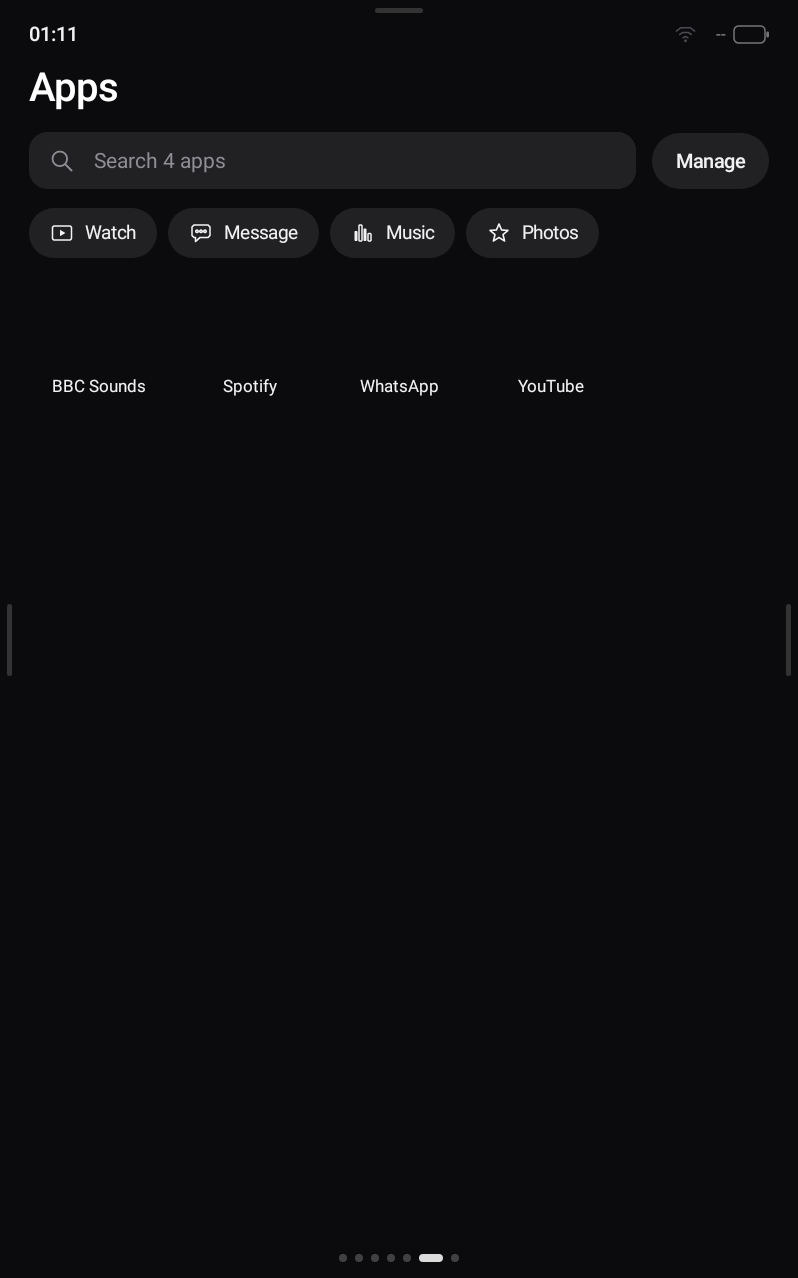 01:11
--
Apps
Search 4 apps
Manage
Watch
Message
Music
Photos
BBC Sounds
Spotify
WhatsApp
YouTube